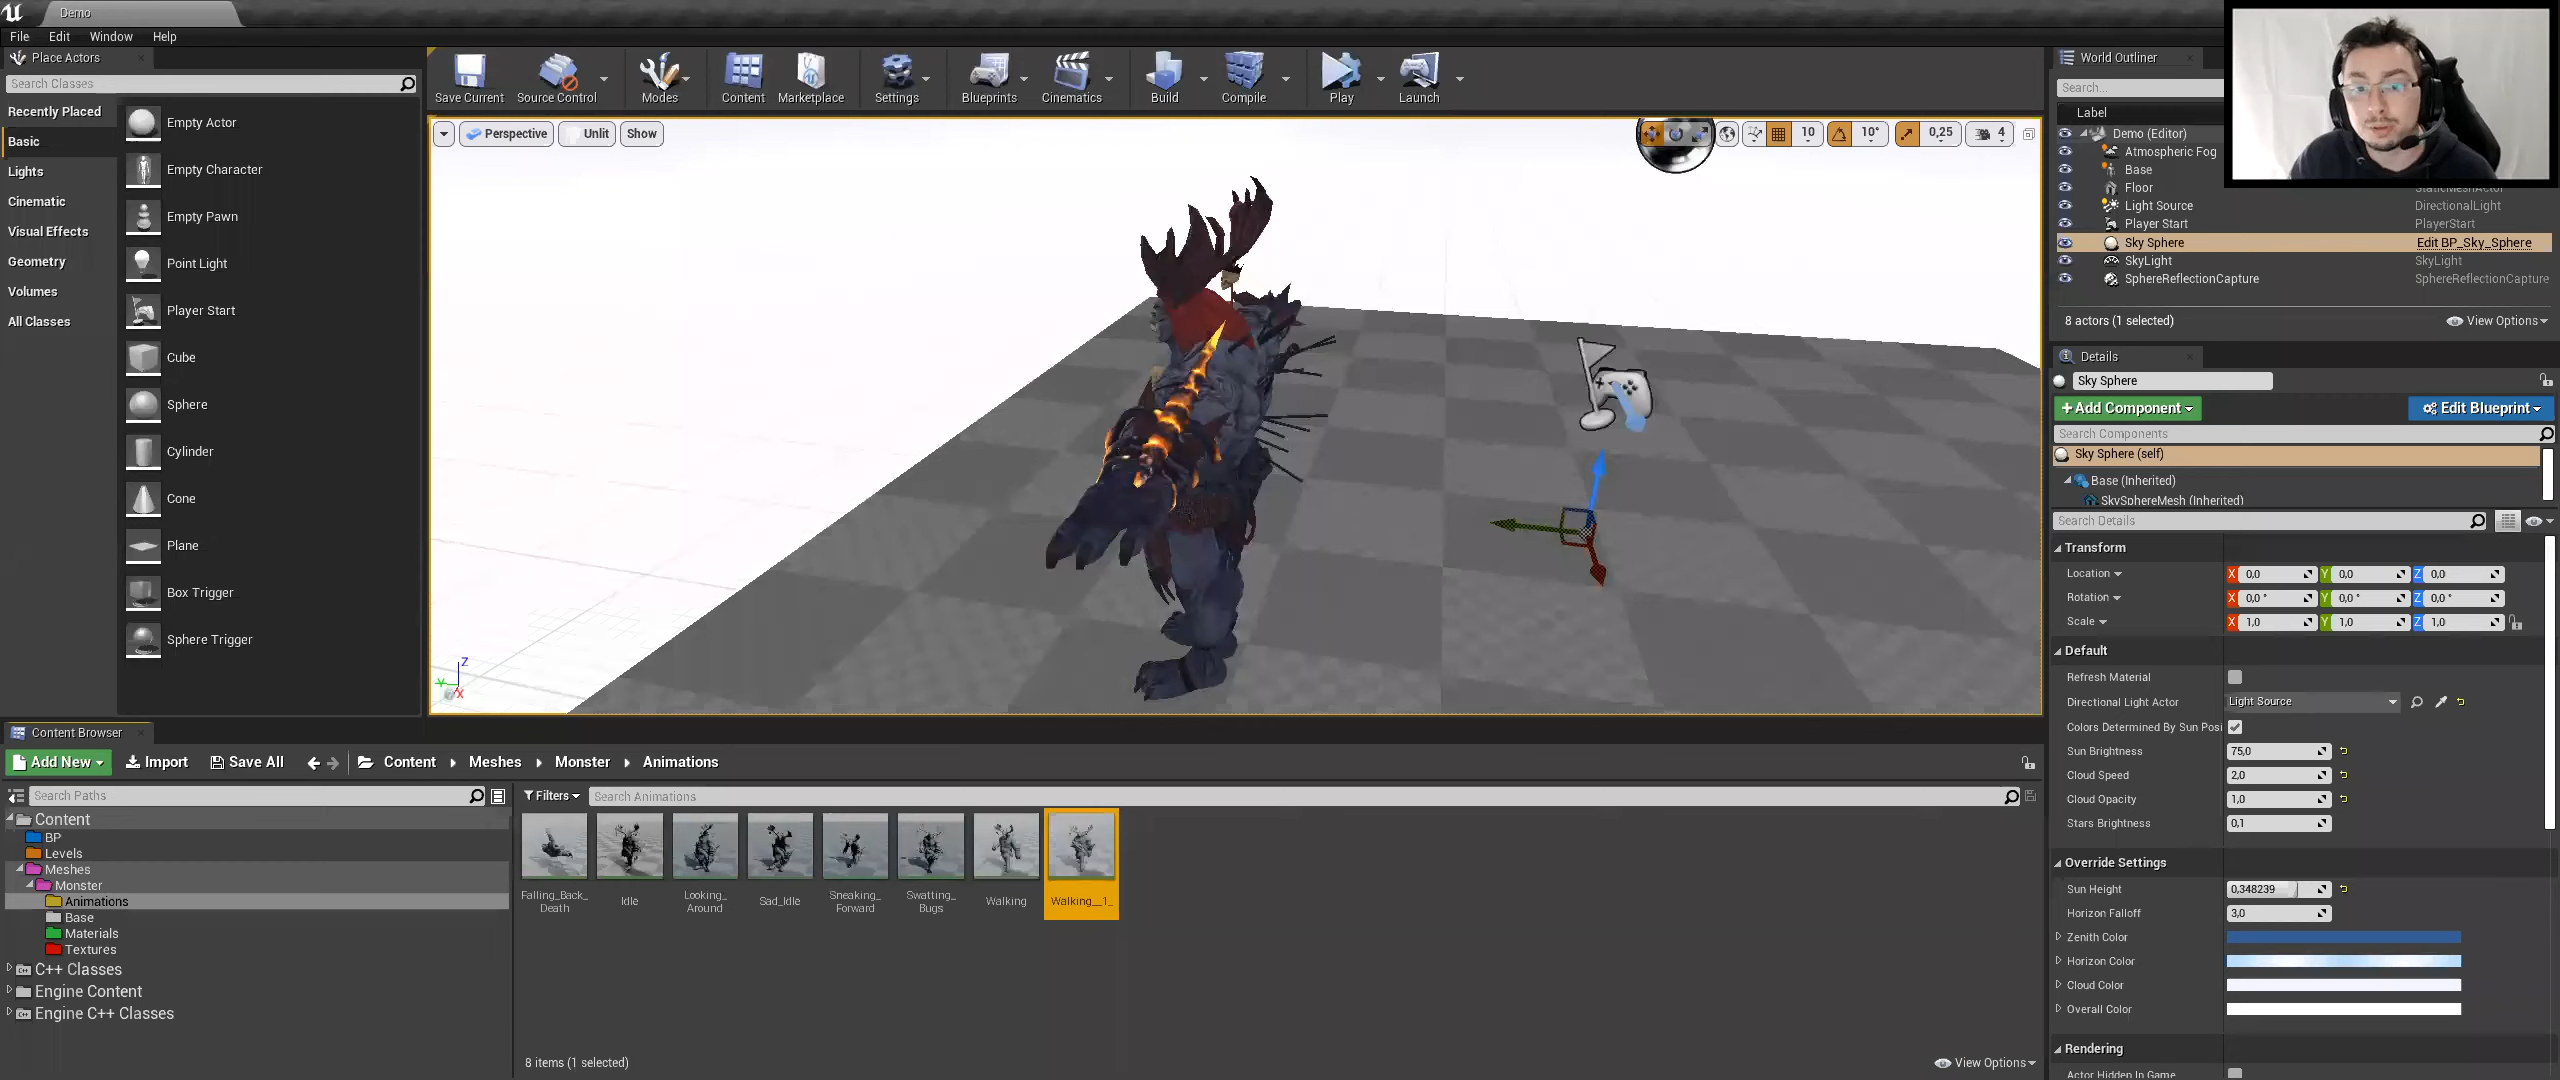 Demo
File Edit Window Help
Place Actors
Search Classes
Recently Placed
Basic
Lights
Cinematic
Visual Effects
Geometry
Volumes
All Classes
Empty Actor
Empty Character
Empty Pawn
Point Light
Player Start
Cube
Sphere
Cylinder
Cone
Plane
Box Trigger
Sphere Trigger
Save Current Source Control Modes Content Marketplace Settings Blueprints Cinematics Build Compile Play Launch
Perspective Unlit Show
10 10° 0,25 4
Z
Y
X
World Outliner
Search...
Label
Demo (Editor)
Atmospheric Fog
Base
Floor StaticMeshActor
Light Source DirectionalLight
Player Start PlayerStart
Sky Sphere Edit BP_Sky_Sphere
SkyLight SkyLight
SphereReflectionCapture SphereReflectionCapture
8 actors (1 selected) View Options
Details
Sky Sphere
+Add Component Edit Blueprint
Search Components
Sky Sphere (self)
Base (Inherited)
SkySphereMesh (Inherited)
Search Details
Transform
Location X 0,0 Y 0,0 Z 0,0
Rotation X 0,0 ° Y 0,0 ° Z 0,0 °
Scale X 1,0 Y 1,0 Z 1,0
Default
Refresh Material
Directional Light Actor Light Source
Colors Determined By Sun Posi
Sun Brightness 75,0
Cloud Speed 2,0
Cloud Opacity 1,0
Stars Brightness 0,1
Override Settings
Sun Height 0,348239
Horizon Falloff 3,0
Zenith Color
Horizon Color
Cloud Color
Overall Color
Rendering
Actor Hidden In Game
Content Browser
Add New Import Save All Content Meshes Monster Animations
Search Paths
Filters Search Animations
Content
BP
Levels
Meshes
Monster
Animations
Base
Materials
Textures
C++ Classes
Engine Content
Engine C++ Classes
Falling_Back_
Death
Idle
Looking_
Around
Sad_Idle
Sneaking_
Forward
Swatting_
Bugs
Walking
Walking__1_
8 items (1 selected) View Options